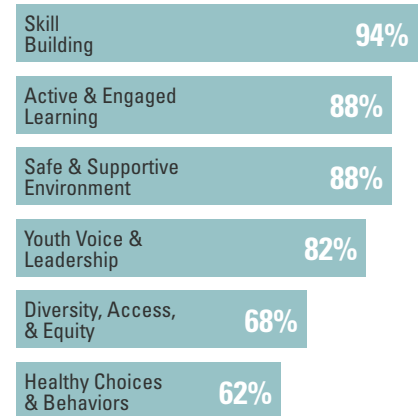 Skill
Building
94%
Active & Engaged
Learning
88%
Safe & Supportive
Environment
88%
Youth Voice &
Leadership
82%
Diversity, Access,
& Equity
68%
Healthy Choices
& Behaviors
62%